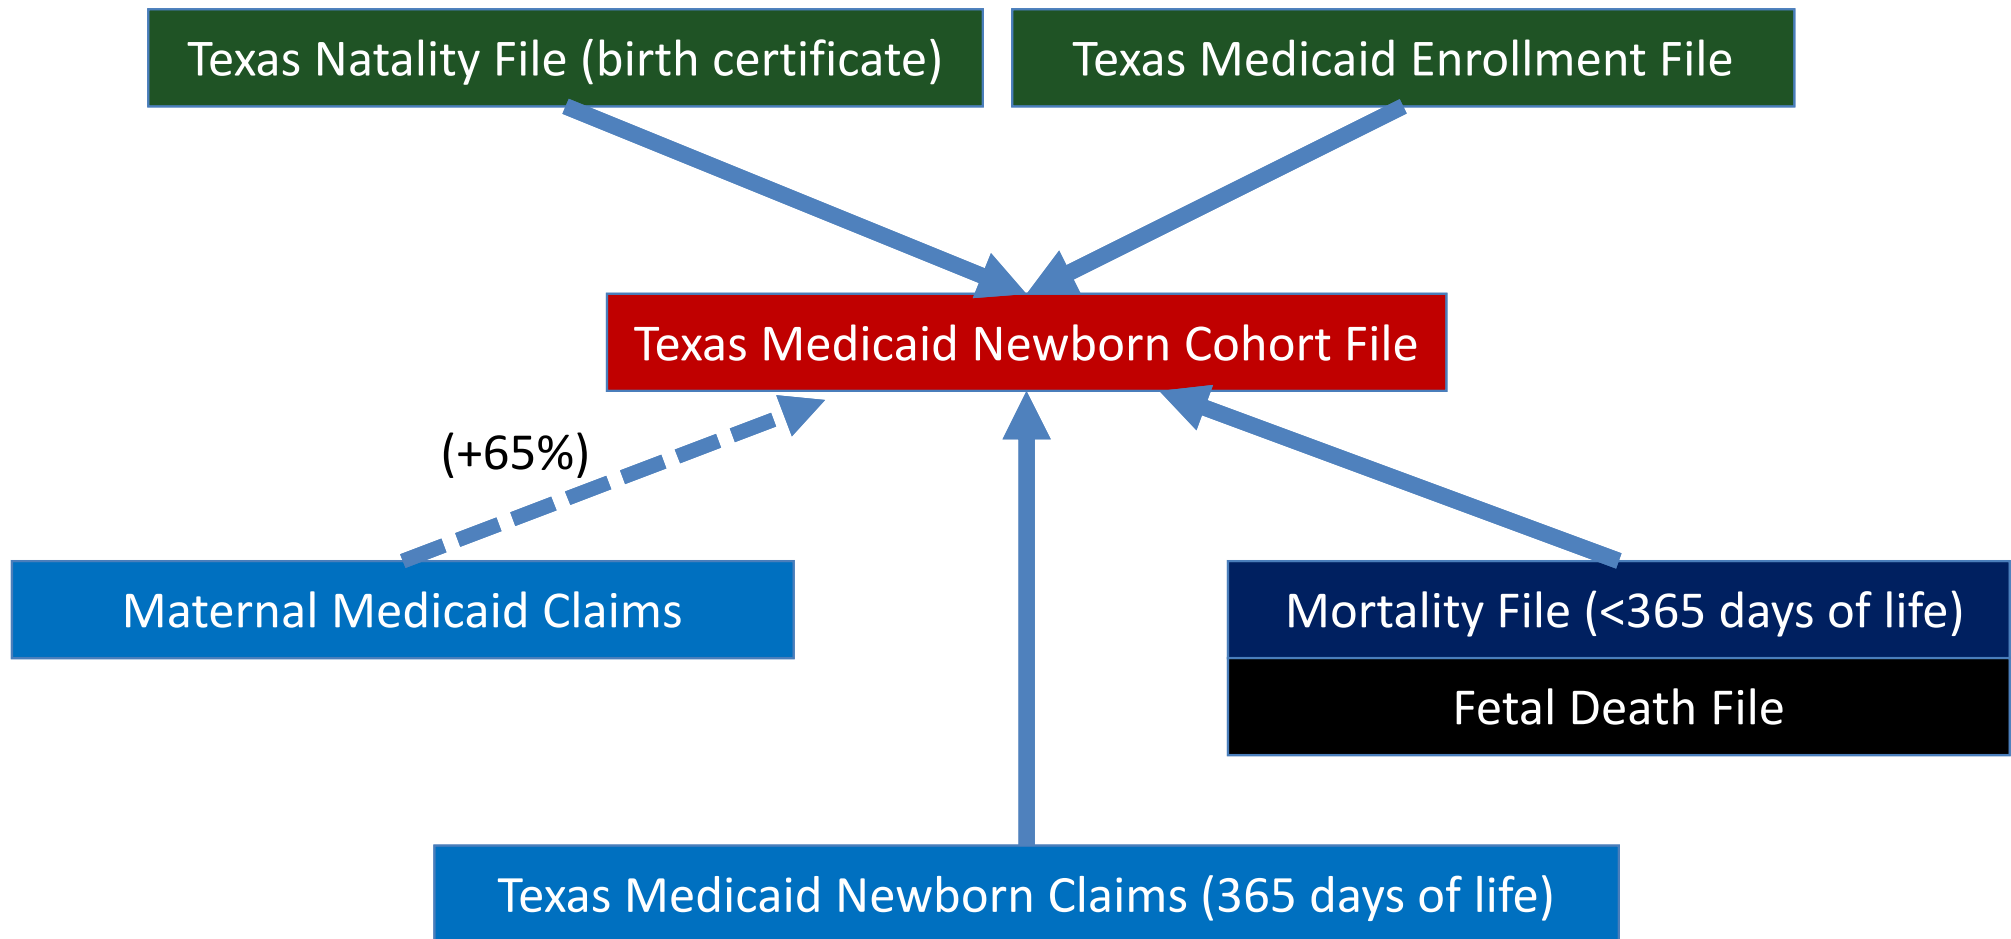 Texas Natality File (birth certificate)
Texas Medicaid Enrollment File
Texas Medicaid Newborn Cohort File
(+65%)
Maternal Medicaid Claims
Mortality File (<365 days of life)
Fetal Death File
Texas Medicaid Newborn Claims (365 days of life)